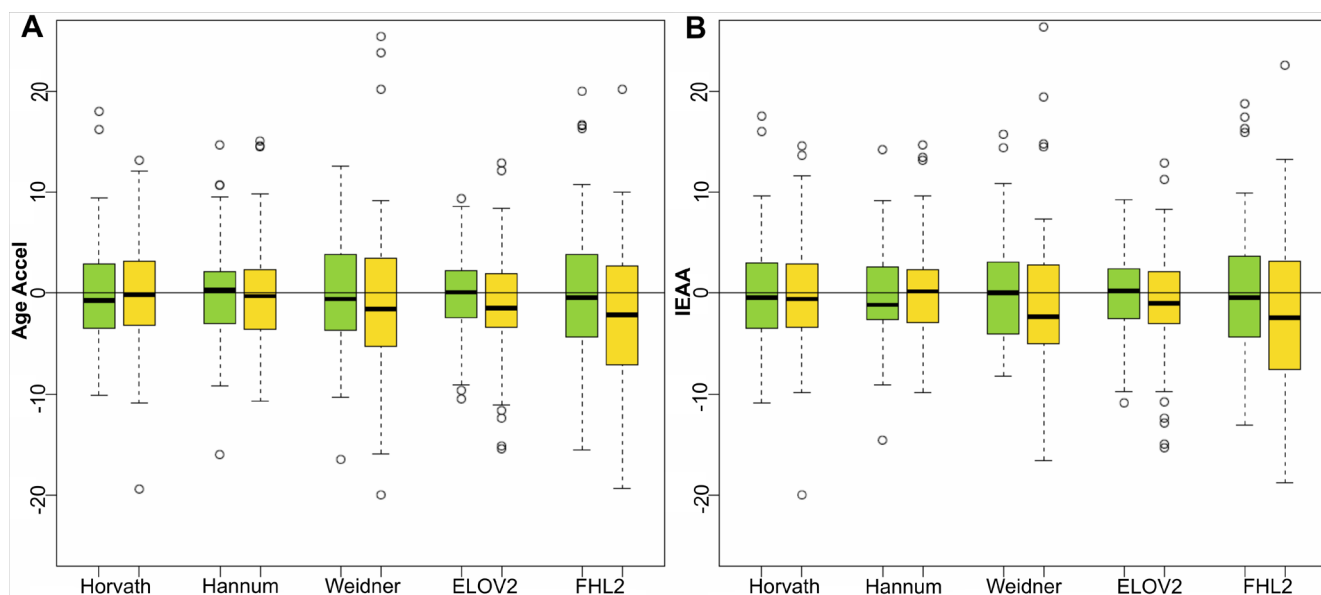 A
Age Accel
20
10
0
-10
-20
Horvath Hannum Weidner ELOV2 FHL2
B
IEAA
20
10
0
-10
-20
Horvath Hannum Weidner ELOV2 FHL2